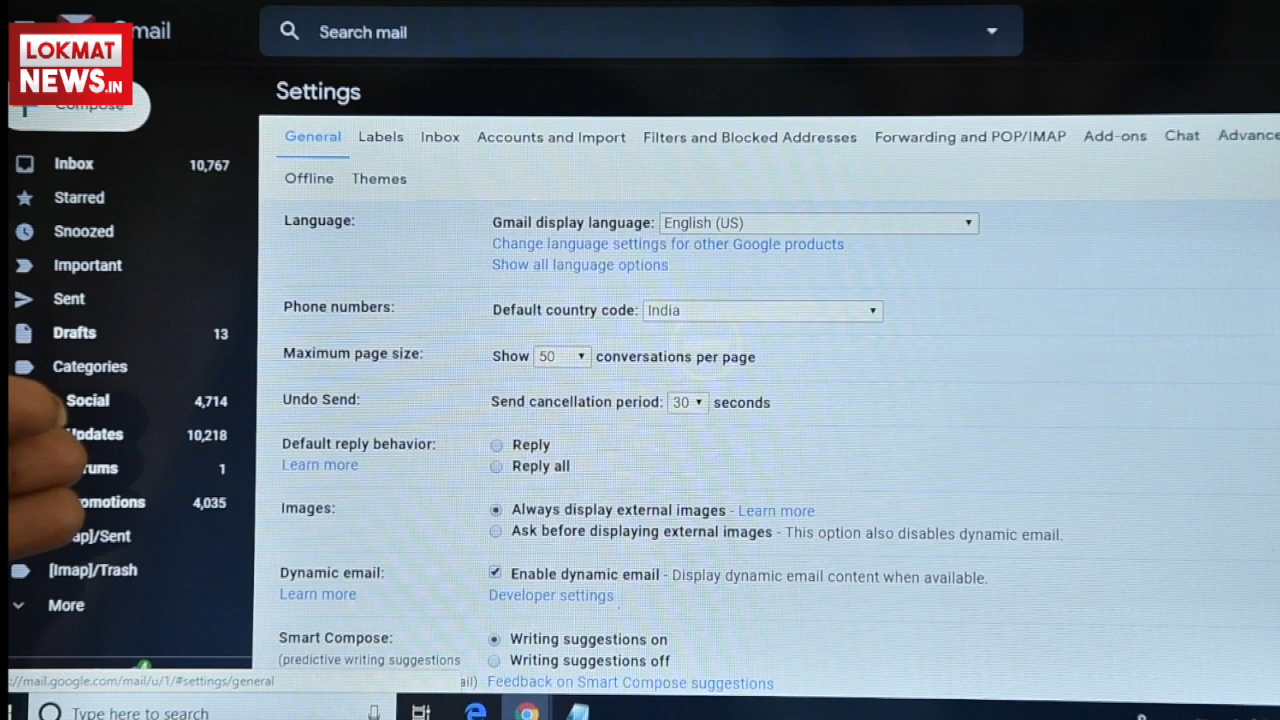 Gmail
Search mail
LOKMAT
NEWS.IN
Compose
Settings
General Labels Inbox Accounts and Import Filters and Blocked Addresses Forwarding and POP/IMAP Add-ons Chat Advance
Offline Themes
Inbox 10,767
Starred
Snoozed
Important
Sent
Drafts 13
Categories
Social 4,714
Updates 10,218
rums 1
omotions 4,035
ap]/Sent
[Imap]/Trash
More
Language: Gmail display language: English (US)
Change language settings for other Google products
Show all language options
Phone numbers: Default country code: India
Maximum page size: Show 50 conversations per page
Undo Send: Send cancellation period: 30 seconds
Default reply behavior: Reply
Learn more Reply all
Images: Always display external images - Learn more
Ask before displaying external images - This option also disables dynamic email.
Dynamic email: Enable dynamic email - Display dynamic email content when available.
Learn more Developer settings
Smart Compose: Writing suggestions on
(predictive writing suggestions Writing suggestions off
ail) Feedback on Smart Compose suggestions
://mail.google.com/mail/u/1/#settings/general
Type here to search